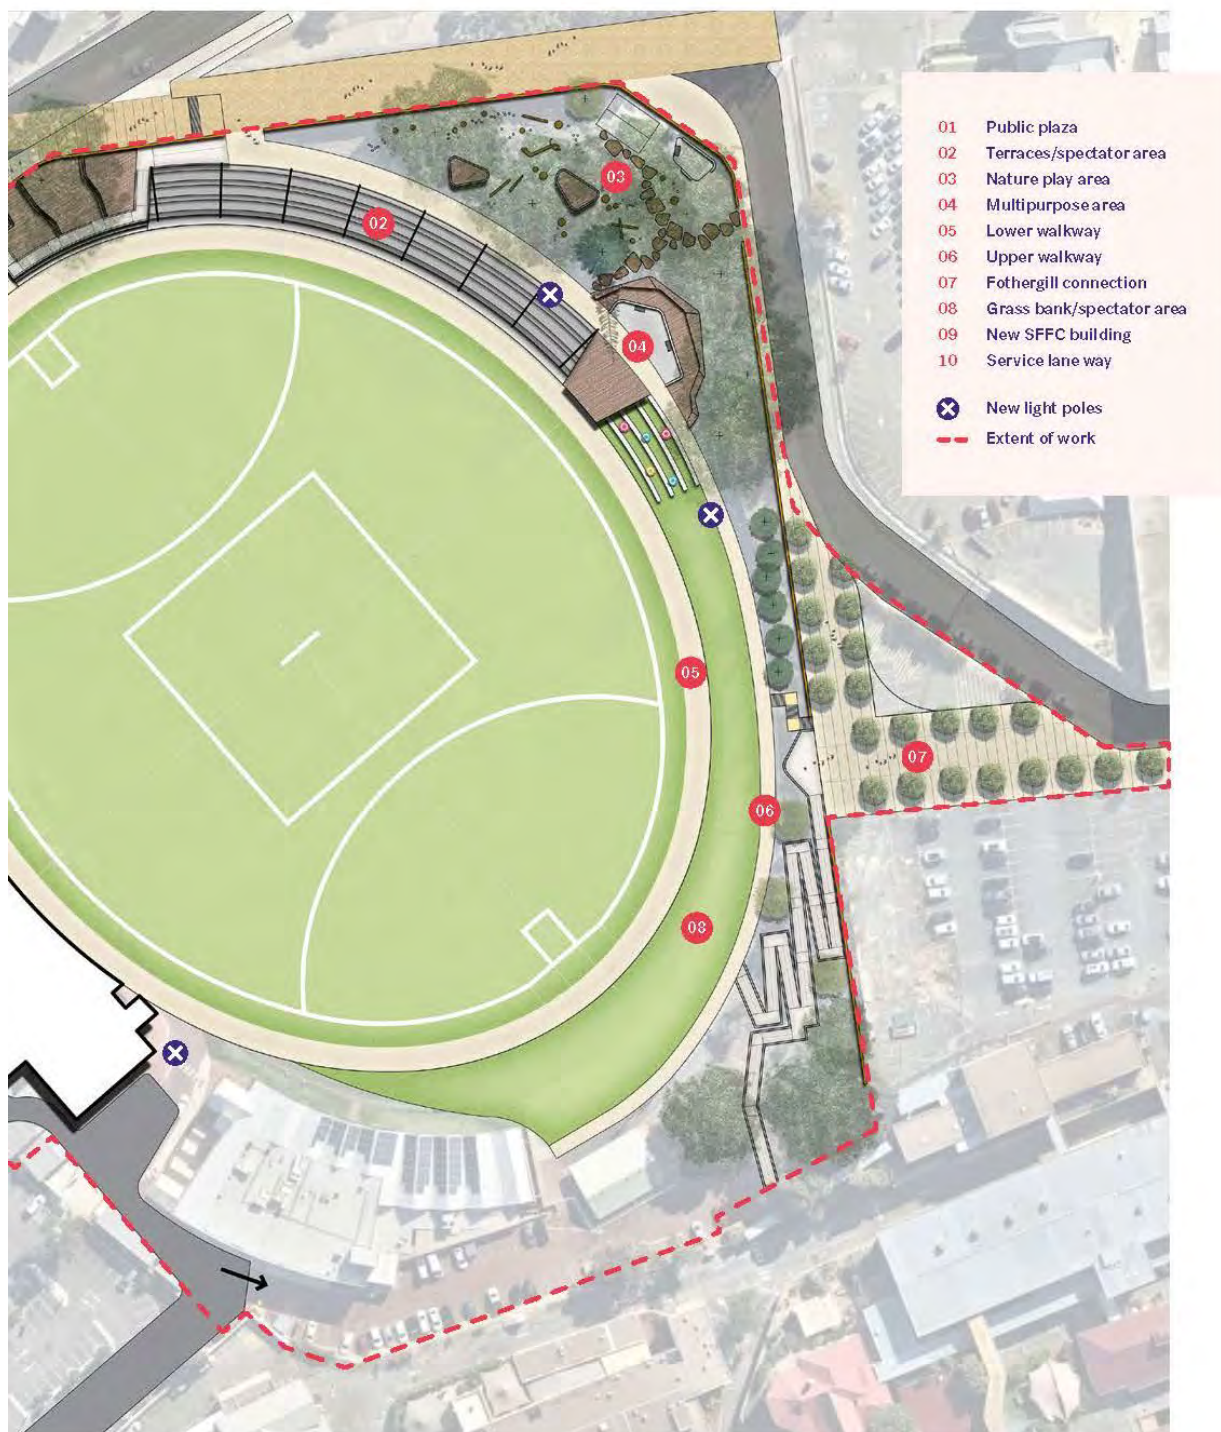 01 Public plaza
02 Terraces/spectator area
03 Nature play area
04 Multipurpose area
05 Lower walkway
06 Upper walkway
07 Fothergill connection
08 Grass bank/spectator area
09 New SFFC building
10 Service lane way
New light poles
Extent of work
03
02
04
05
07
06
08